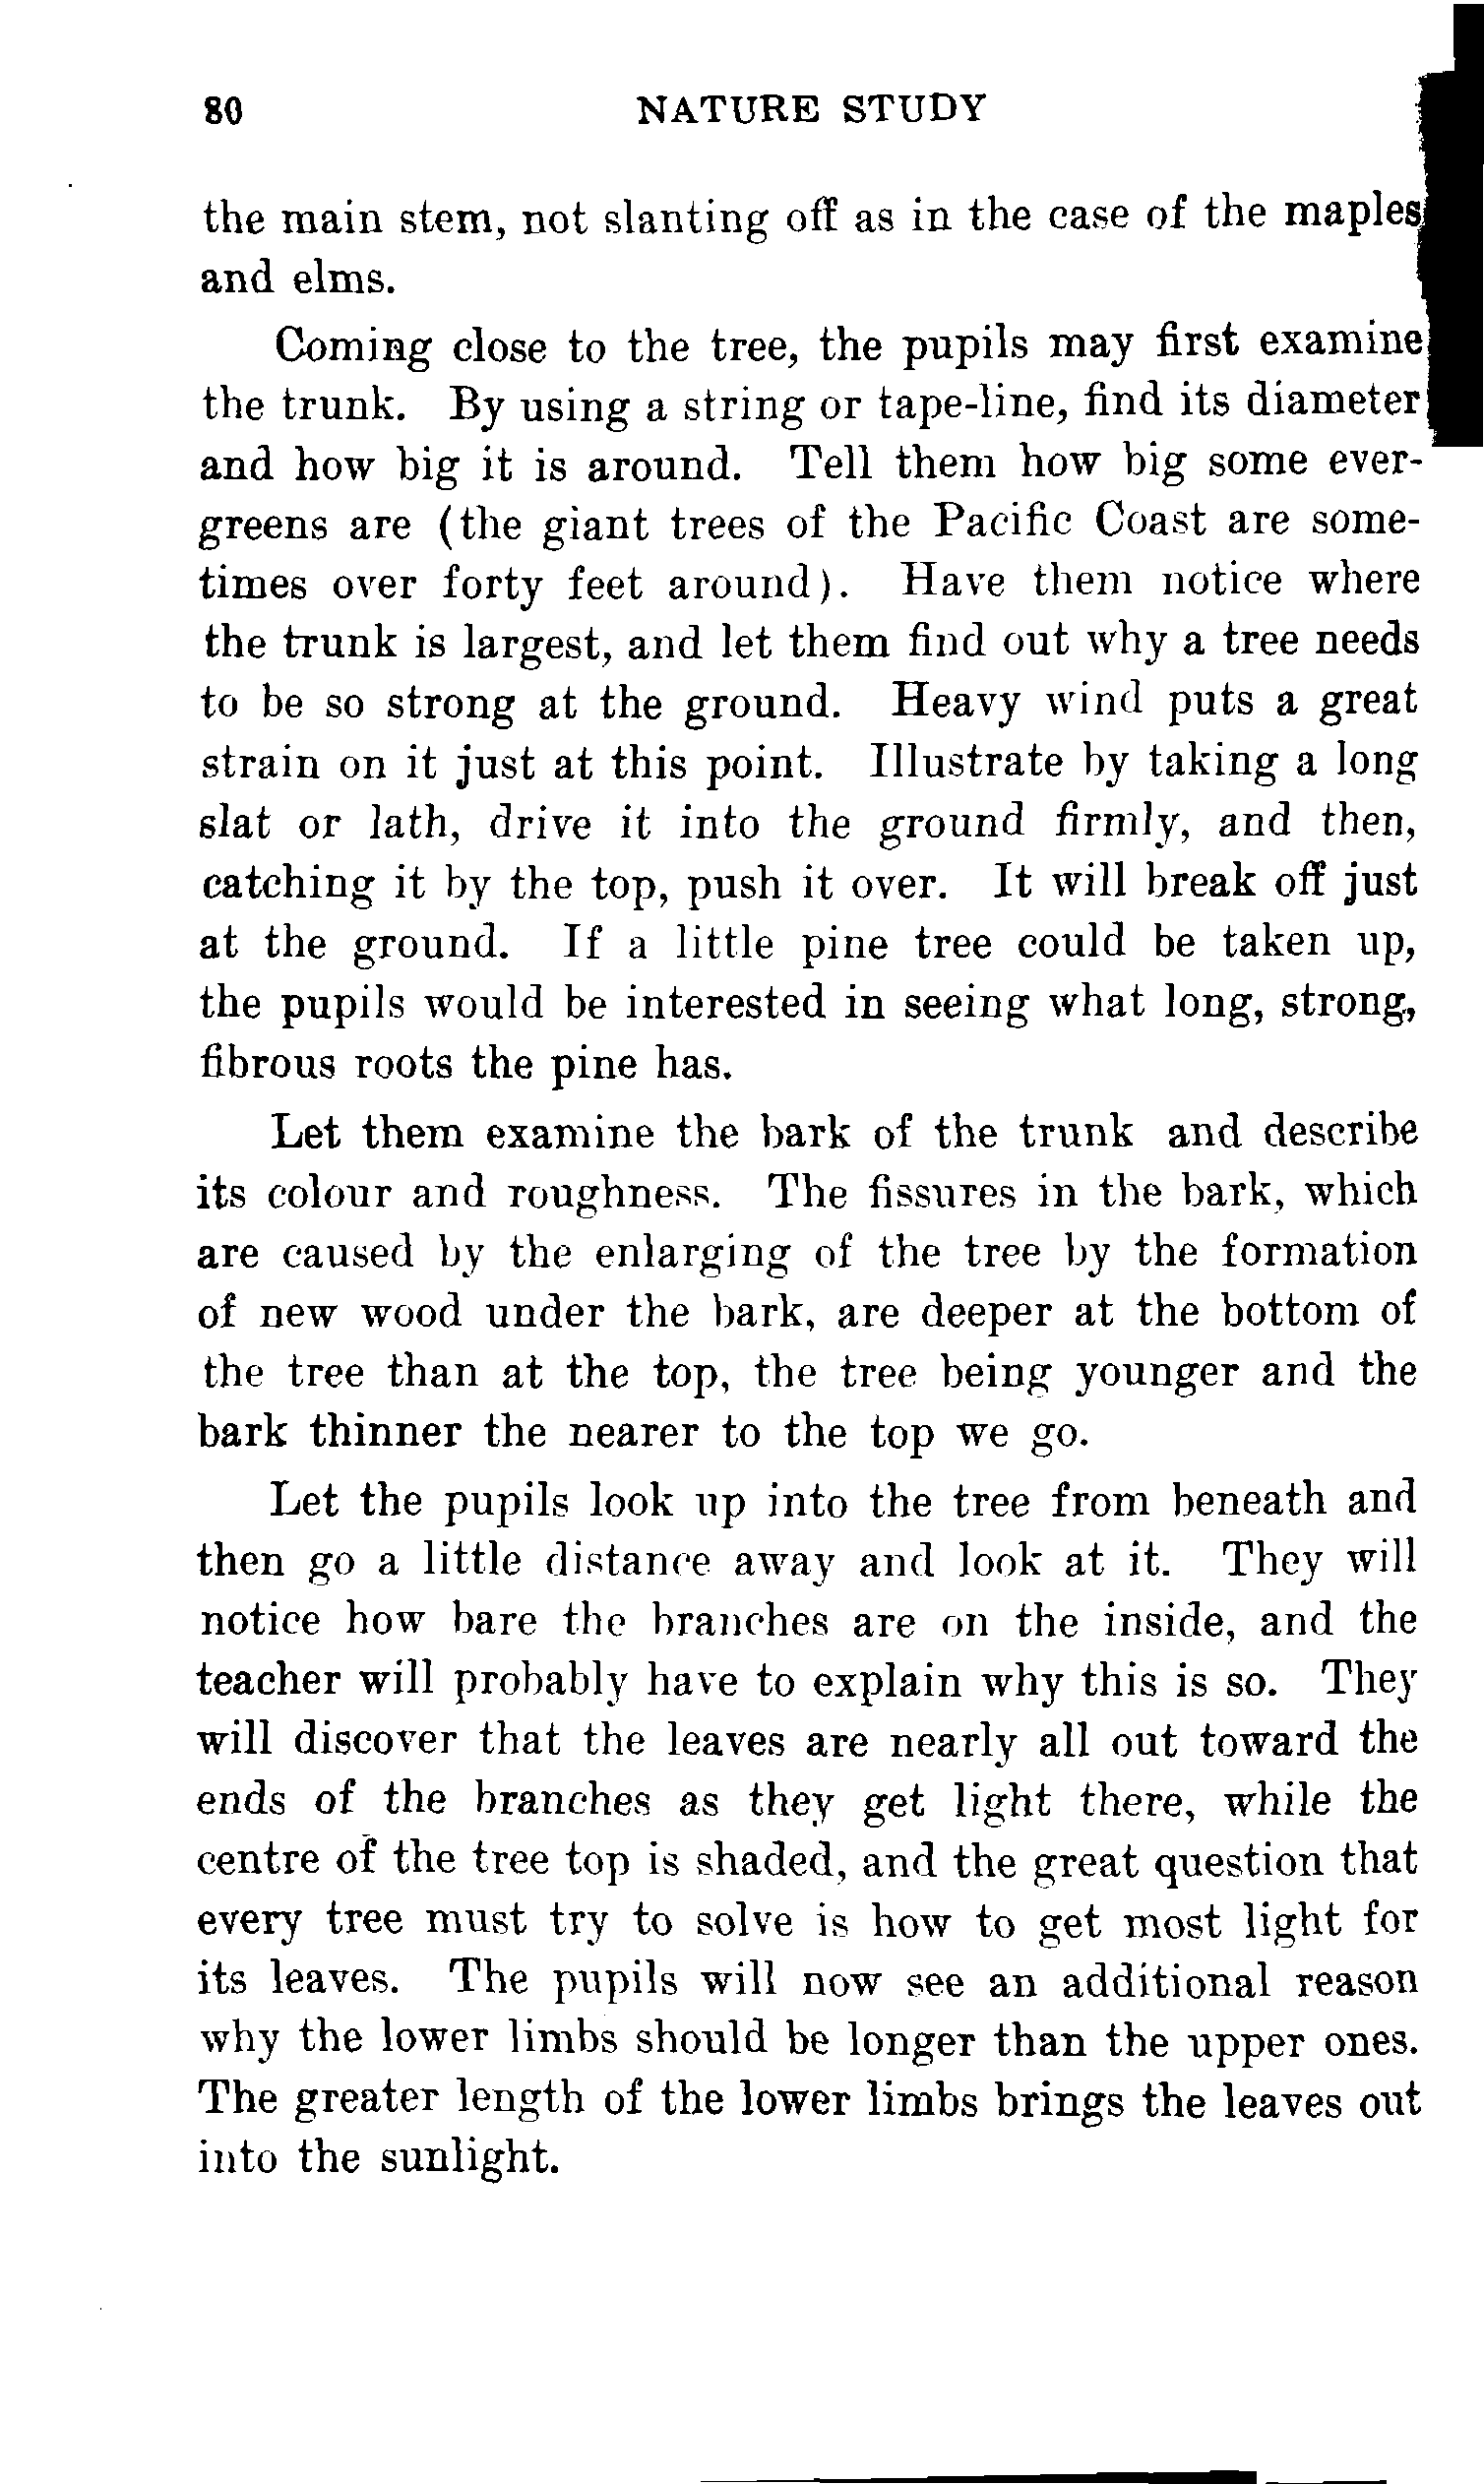 80 NATURE STUDY
the main stem, not slanting off as in the case of the maples
and elms.
Coming close to the tree, the pupils may first examine
the trunk. By using a string or tape-line, find its diameter
and how big it is around. Tell them how big some ever-
greens are (the giant trees of the Pacific Coast are some-
times over forty feet around). Have them notice where
the trunk is largest, and let them find out why a tree needs
to be so strong at the ground. Heavy wind puts a great
strain on it just at this point. Illustrate by taking a long
slat or lath, drive it into the ground firmly, and then,
catching it by the top, push it over. It will break off just
at the ground. If a little pine tree could be taken up,
the pupils would be interested in seeing what long, strong,
fibrous roots the pine has.
Let them examine the bark of the trunk and describe
its colour and roughness. The fissures in the bark, which
are caused by the enlarging of the tree by the formation
of new wood under the bark, are deeper at the bottom of
the tree than at the top, the tree being younger and the
bark thinner the nearer to the top we go.
Let the pupils look up into the tree from beneath and
then go a little distance away and look at it. They will
notice how bare the branches are on the inside, and the
teacher will probably have to explain why this is so. They
will discover that the leaves are nearly all out toward the
ends of the branches as they get light there, while the
centre of the tree top is shaded, and the great question that
every tree must try to solve is how to get most light for
its leaves. The pupils will now see an additional reason
why the lower limbs should be longer than the upper ones.
The greater length of the lower limbs brings the leaves out
into the sunlight.